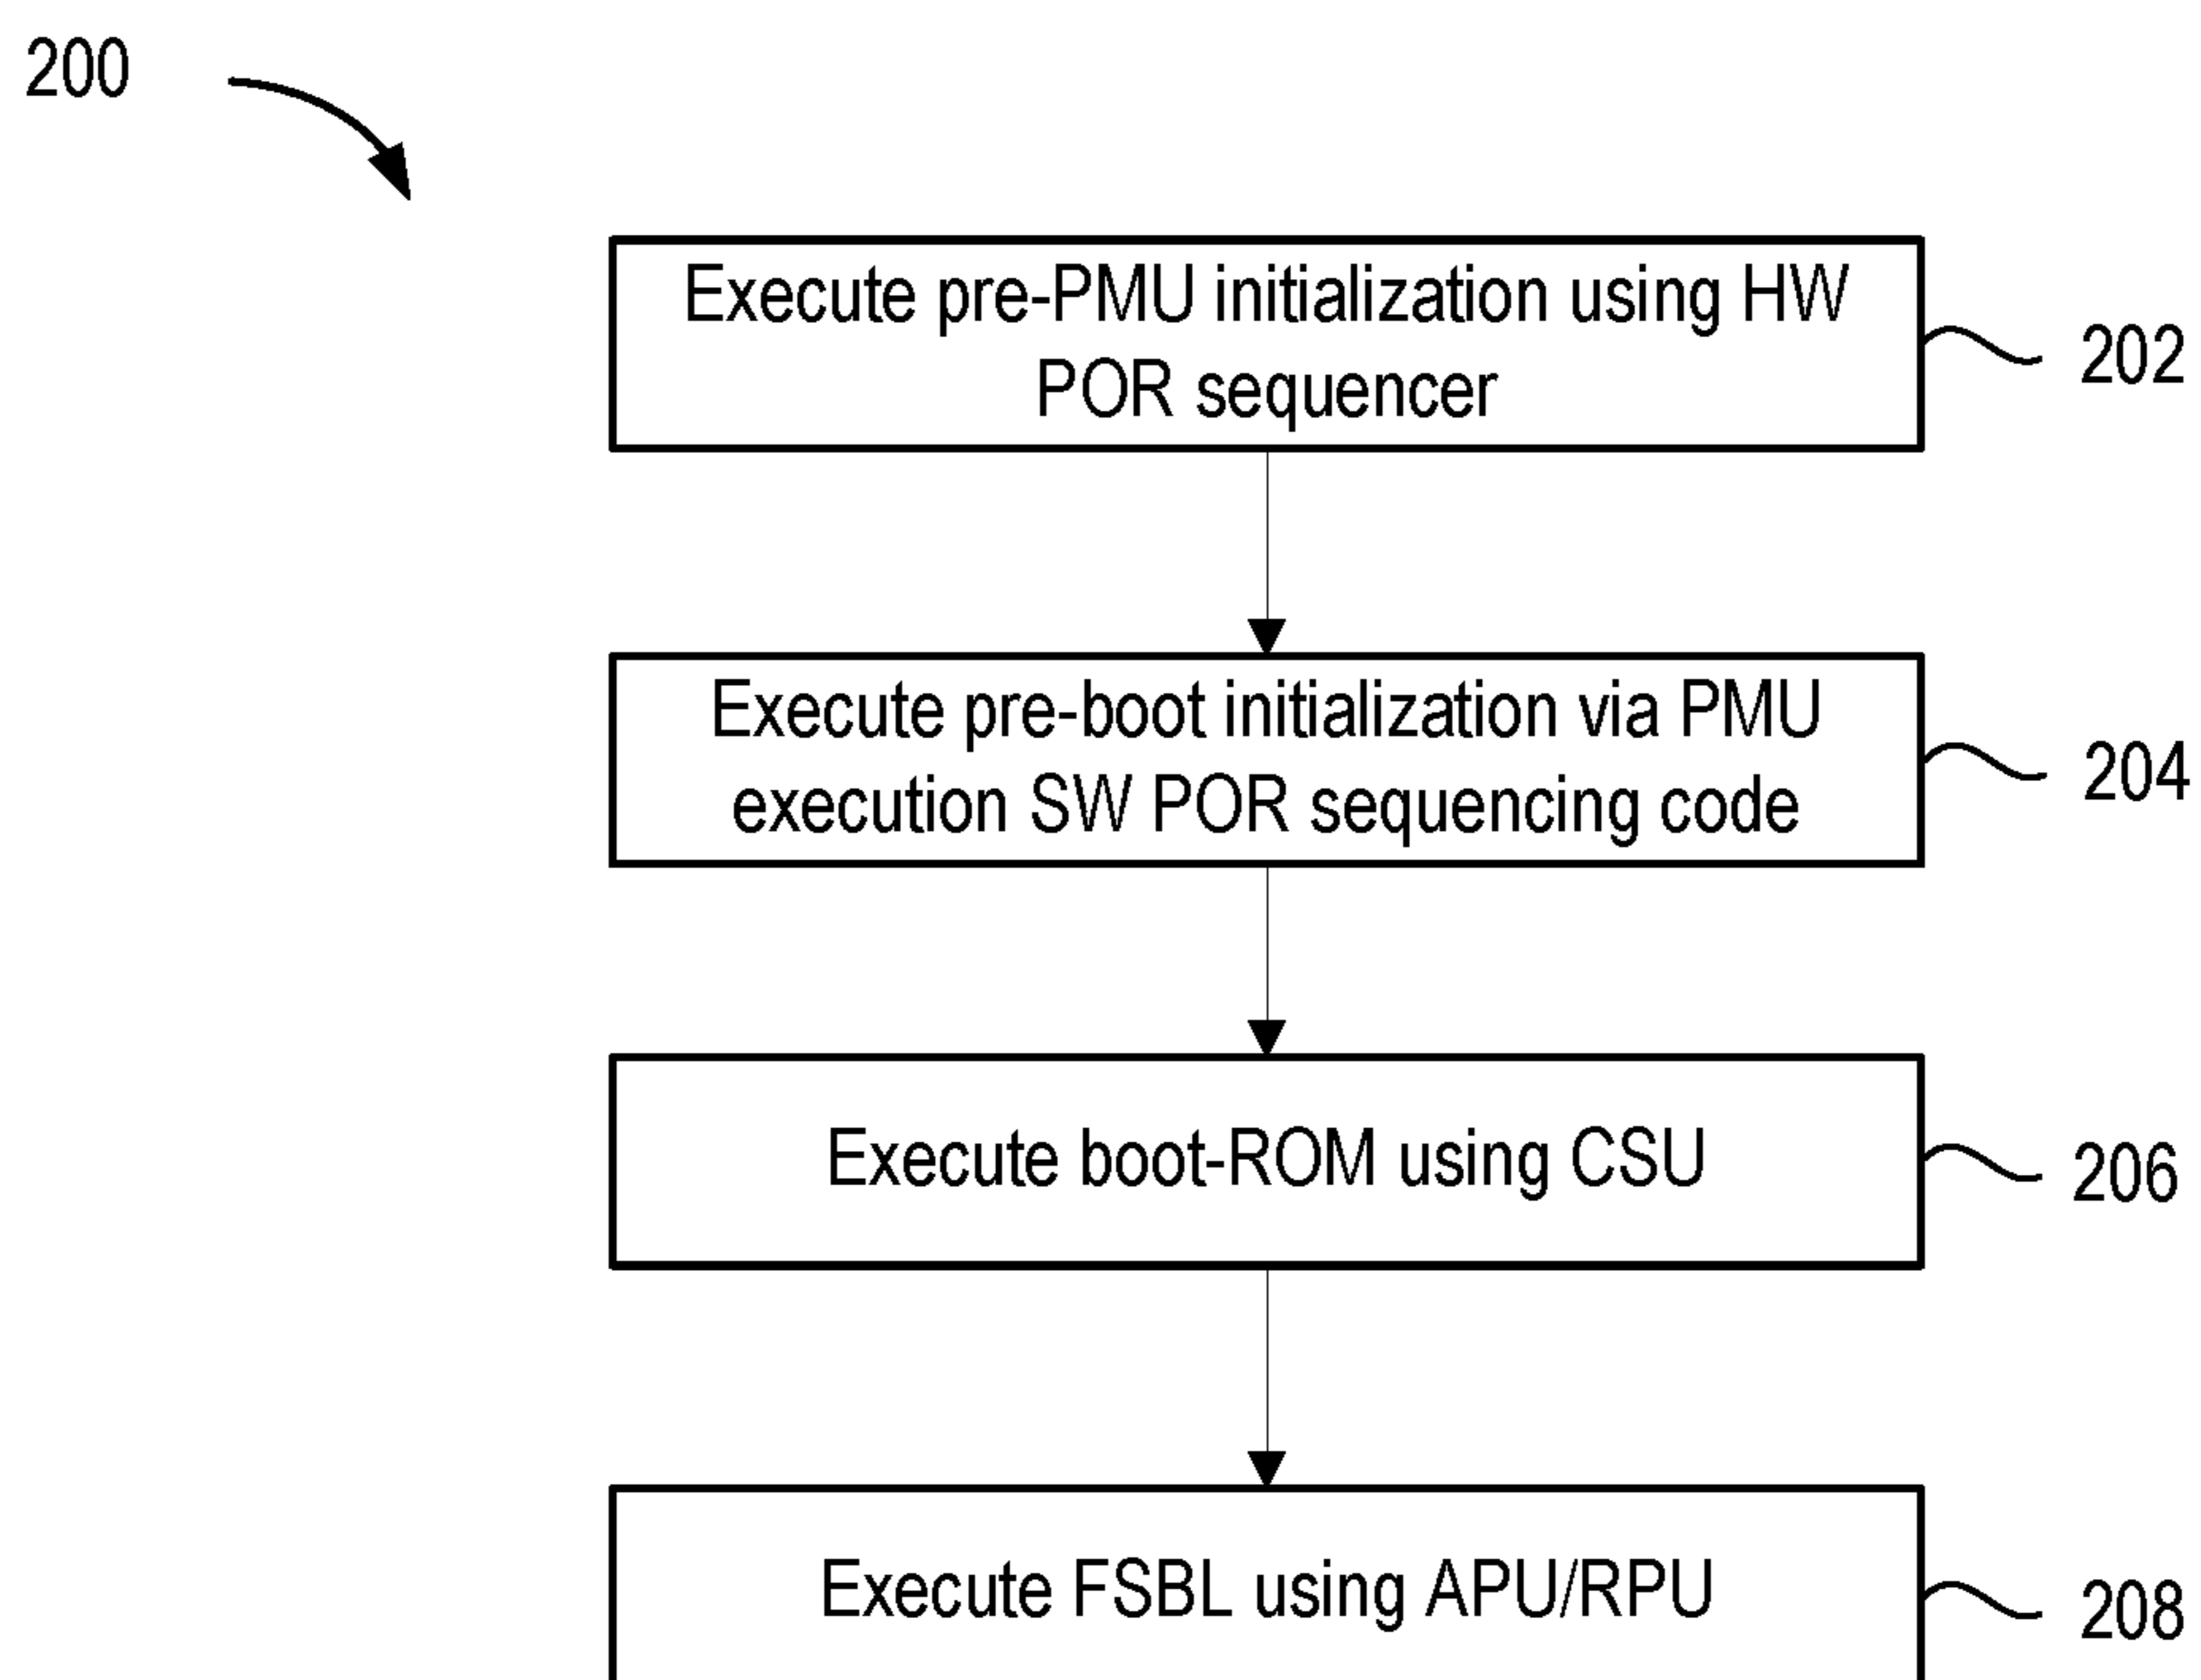 200
Execute pre-PMU initialization using HW
POR sequencer
202
Execute pre-boot initialization via PMU
execution SW POR sequencing code
204
Execute boot-ROM using CSU
206
Execute FSBL using APU/RPU
208